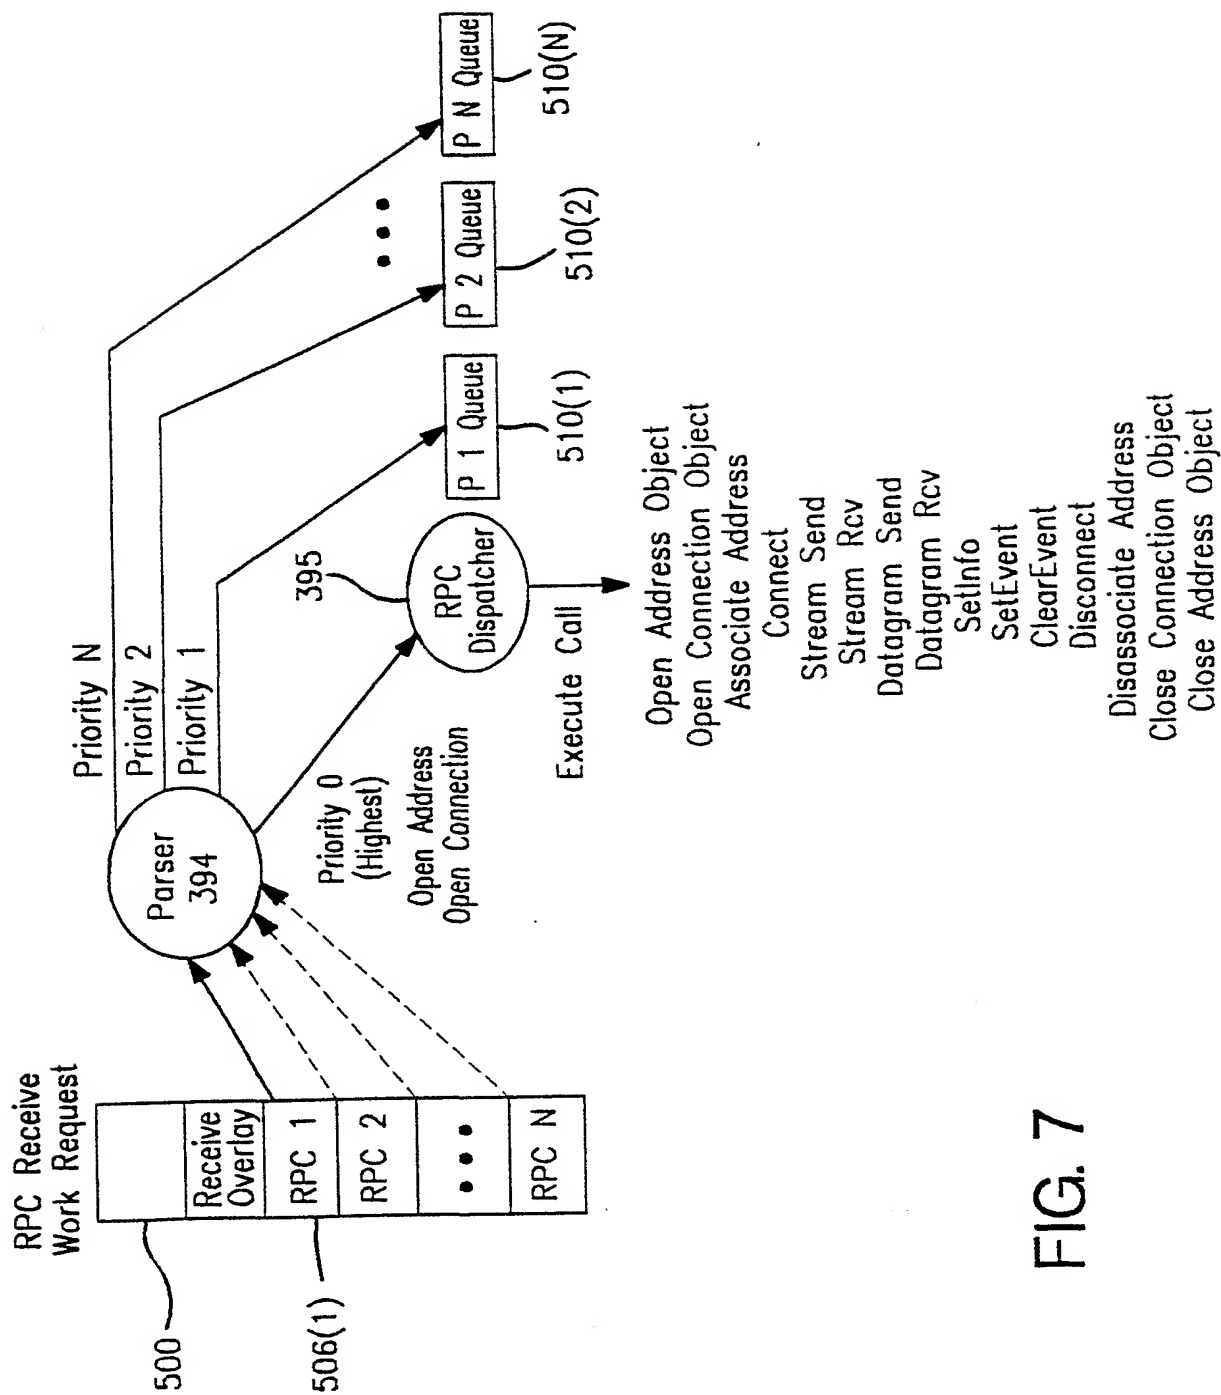 RPC Receive
Work Request
500
Receive
Overlay
RPC 1
506(1)
RPC 2
RPC N
Parser
394
Priority N
Priority 2
Priority 1
Priority 0
(Highest)
Open Address
Open Connection
395
RPC
Dispatcher
P 1 Queue
510(1)
P 2 Queue
510(2)
P N Queue
510(N)
Execute Call
Open Address Object
Open Connection Object
Associate Address
Connect
Stream Send
Stream Rcv
Datagram Send
Datagram Rcv
SetInfo
SetEvent
ClearEvent
Disconnect
Disassociate Address
Close Connection Object
Close Address Object
FIG. 7